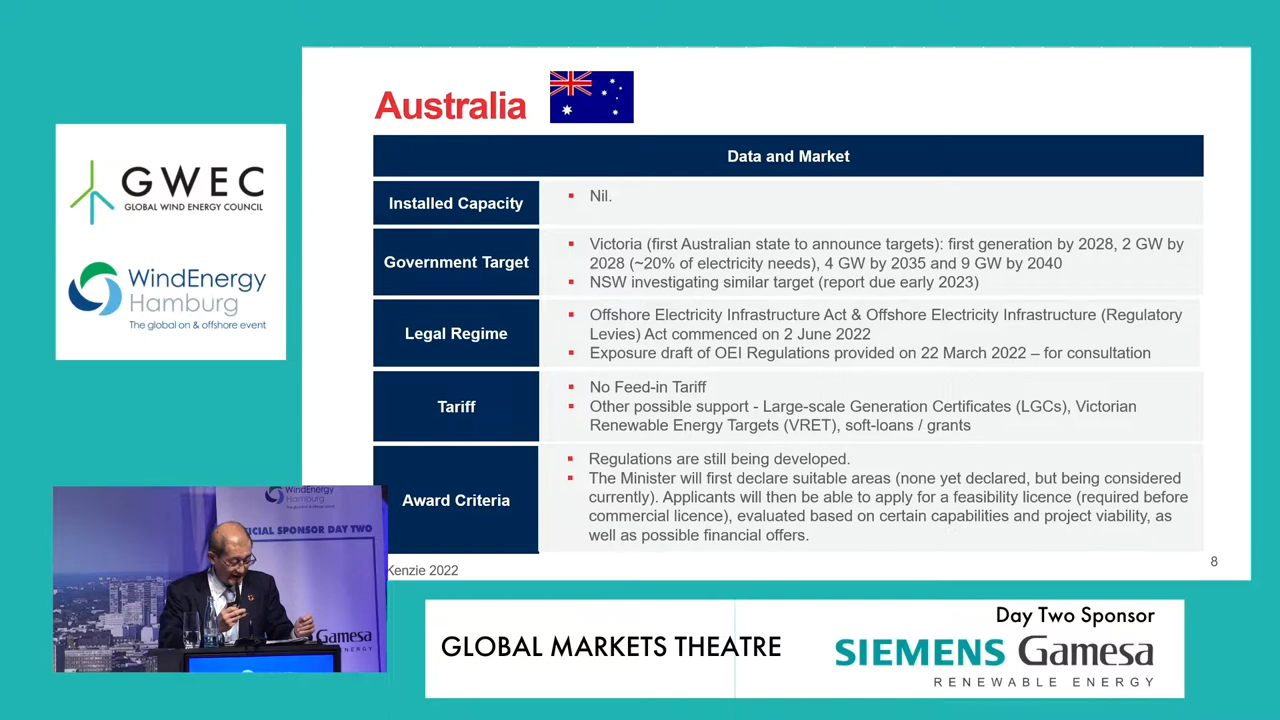 Australia
Data and Market
GWEC
GLOBAL WIND ENERGY COUNCIL
WindEnergy
Hamburg
The global on & offshore event
Installed Capacity
▪ Nil.
Government Target
▪ Victoria (first Australian state to announce targets): first generation by 2028, 2 GW by
2028 (~20% of electricity needs), 4 GW by 2035 and 9 GW by 2040
▪ NSW investigating similar target (report due early 2023)
Legal Regime
▪ Offshore Electricity Infrastructure Act & Offshore Electricity Infrastructure (Regulatory
Levies) Act commenced on 2 June 2022
▪ Exposure draft of OEI Regulations provided on 22 March 2022 – for consultation
Tariff
▪ No Feed-in Tariff
▪ Other possible support - Large-scale Generation Certificates (LGCs), Victorian
Renewable Energy Targets (VRET), soft-loans / grants
Award Criteria
▪ Regulations are still being developed.
▪ The Minister will first declare suitable areas (none yet declared, but being considered
currently). Applicants will then be able to apply for a feasibility licence (required before
commercial licence), evaluated based on certain capabilities and project viability, as
well as possible financial offers.
Kenzie 2022
8
WindEnergy
Hamburg
CIAL SPONSOR DAY TWO
Gamesa
ENERGY
GLOBAL MARKETS THEATRE
Day Two Sponsor
SIEMENS Gamesa
RENEWABLE ENERGY